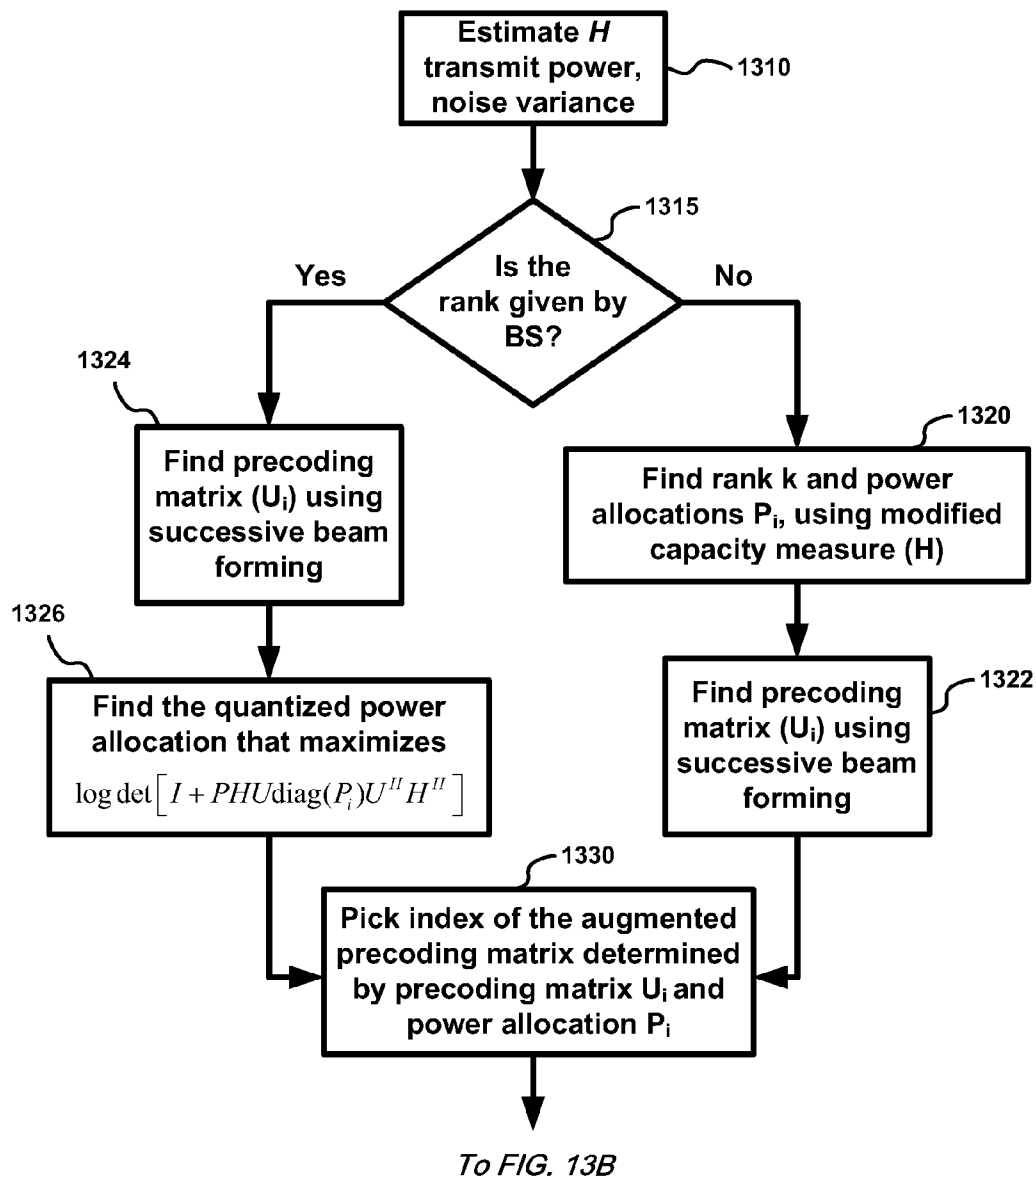 Estimate H
transmit power,
noise variance
1310
1315
Is the
rank given by
BS?
Yes
No
1324
Find precoding
matrix (Ui) using
successive beam
forming
1320
Find rank k and power
allocations Pi, using modified
capacity measure (H)
1326
Find the quantized power
allocation that maximizes
log det[I + PHUdiag(Pi)U^H H^H]
1322
Find precoding
matrix (Ui) using
successive beam
forming
1330
Pick index of the augmented
precoding matrix determined
by precoding matrix Ui and
power allocation Pi
To FIG. 13B